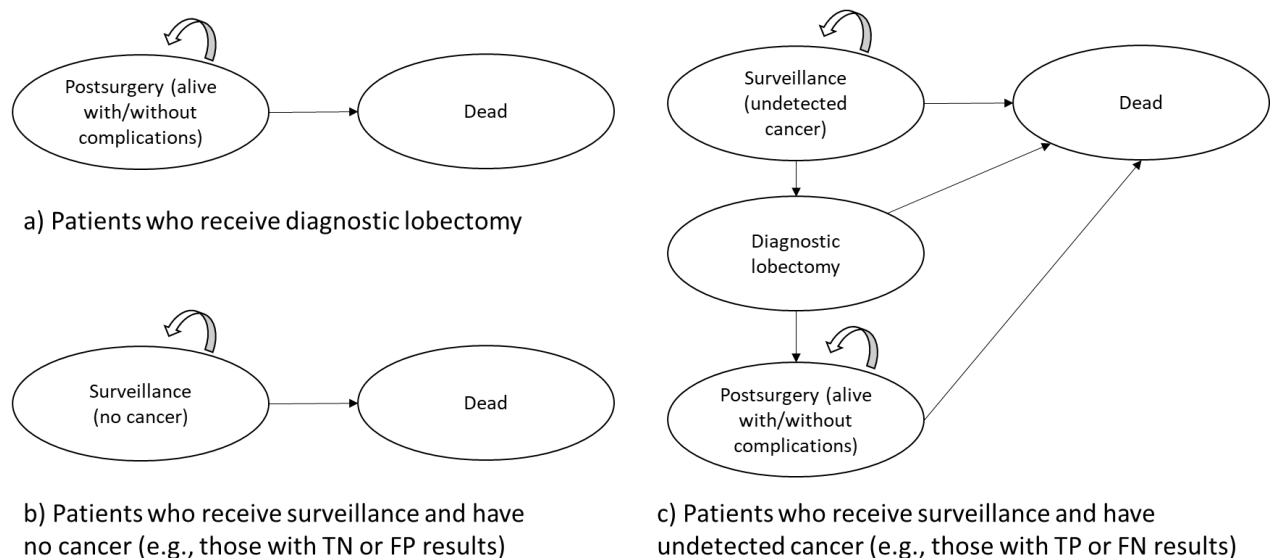 Postsurgery (alive
with/without
complications)
Dead
a) Patients who receive diagnostic lobectomy
Surveillance
(no cancer)
Dead
b) Patients who receive surveillance and have
no cancer (e.g., those with TN or FP results)
Surveillance
(undetected
cancer)
Dead
Diagnostic
lobectomy
Postsurgery (alive
with/without
complications)
c) Patients who receive surveillance and have
undetected cancer (e.g., those with TP or FN results)